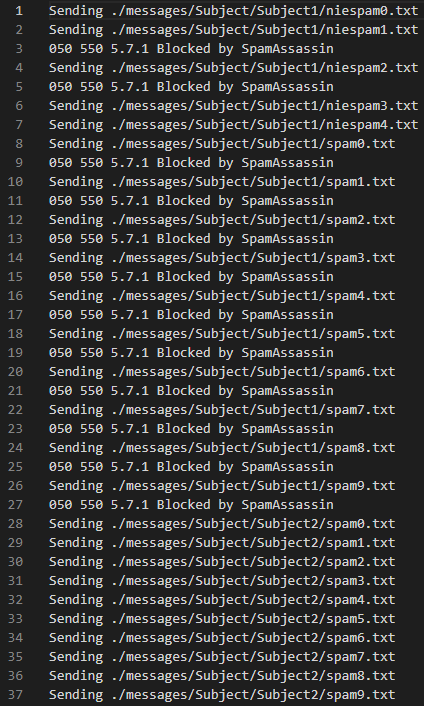 1 Sending ./messages/Subject/Subject1/niespam0.txt
2 Sending ./messages/Subject/Subject1/niespam1.txt
3 050 550 5.7.1 Blocked by SpamAssassin
4 Sending ./messages/Subject/Subject1/niespam2.txt
5 050 550 5.7.1 Blocked by SpamAssassin
6 Sending ./messages/Subject/Subject1/niespam3.txt
7 Sending ./messages/Subject/Subject1/niespam4.txt
8 Sending ./messages/Subject/Subject1/spam0.txt
9 050 550 5.7.1 Blocked by SpamAssassin
10 Sending ./messages/Subject/Subject1/spam1.txt
11 050 550 5.7.1 Blocked by SpamAssassin
12 Sending ./messages/Subject/Subject1/spam2.txt
13 050 550 5.7.1 Blocked by SpamAssassin
14 Sending ./messages/Subject/Subject1/spam3.txt
15 050 550 5.7.1 Blocked by SpamAssassin
16 Sending ./messages/Subject/Subject1/spam4.txt
17 050 550 5.7.1 Blocked by SpamAssassin
18 Sending ./messages/Subject/Subject1/spam5.txt
19 050 550 5.7.1 Blocked by SpamAssassin
20 Sending ./messages/Subject/Subject1/spam6.txt
21 050 550 5.7.1 Blocked by SpamAssassin
22 Sending ./messages/Subject/Subject1/spam7.txt
23 050 550 5.7.1 Blocked by SpamAssassin
24 Sending ./messages/Subject/Subject1/spam8.txt
25 050 550 5.7.1 Blocked by SpamAssassin
26 Sending ./messages/Subject/Subject1/spam9.txt
27 050 550 5.7.1 Blocked by SpamAssassin
28 Sending ./messages/Subject/Subject2/spam0.txt
29 Sending ./messages/Subject/Subject2/spam1.txt
30 Sending ./messages/Subject/Subject2/spam2.txt
31 Sending ./messages/Subject/Subject2/spam3.txt
32 Sending ./messages/Subject/Subject2/spam4.txt
33 Sending ./messages/Subject/Subject2/spam5.txt
34 Sending ./messages/Subject/Subject2/spam6.txt
35 Sending ./messages/Subject/Subject2/spam7.txt
36 Sending ./messages/Subject/Subject2/spam8.txt
37 Sending ./messages/Subject/Subject2/spam9.txt